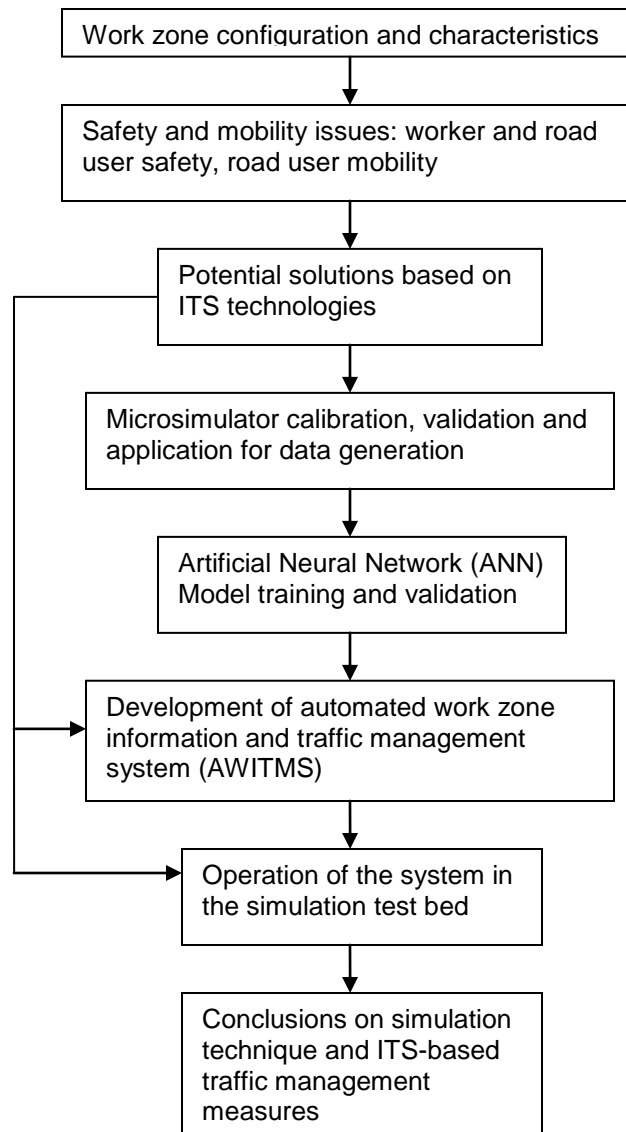 Work zone configuration and characteristics
Safety and mobility issues: worker and road
user safety, road user mobility
Potential solutions based on
ITS technologies
Microsimulator calibration, validation and
application for data generation
Artificial Neural Network (ANN)
Model training and validation
Development of automated work zone
information and traffic management
system (AWITMS)
Operation of the system in
the simulation test bed
Conclusions on simulation
technique and ITS-based
traffic management
measures